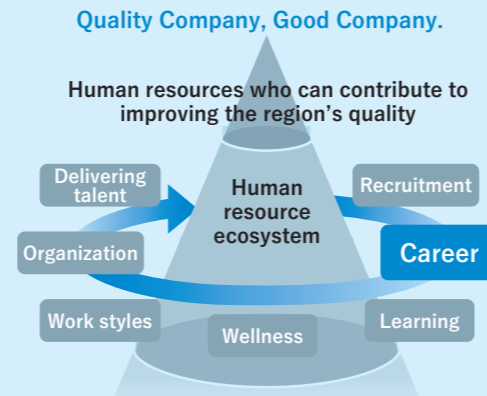 Quality Company, Good Company.
Human resources who can contribute to
improving the region's quality
Delivering
talent
Human
resource
ecosystem
Recruitment
Organization
Career
Work styles
Wellness
Learning